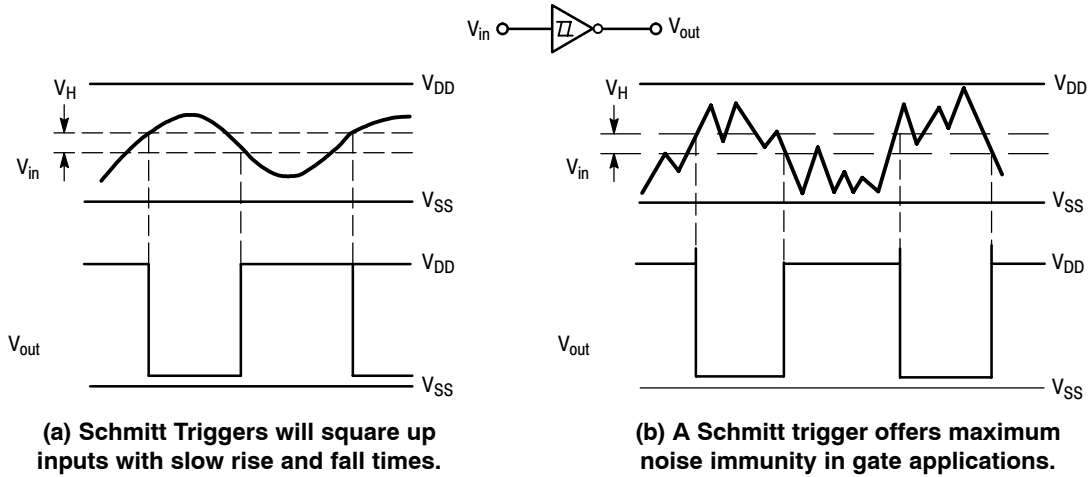 Vin Vout
VH VDD
Vin
VSS
VDD
Vout
VSS
(a) Schmitt Triggers will square up
inputs with slow rise and fall times.
VH VDD
Vin
VSS
VDD
Vout
VSS
(b) A Schmitt trigger offers maximum
noise immunity in gate applications.